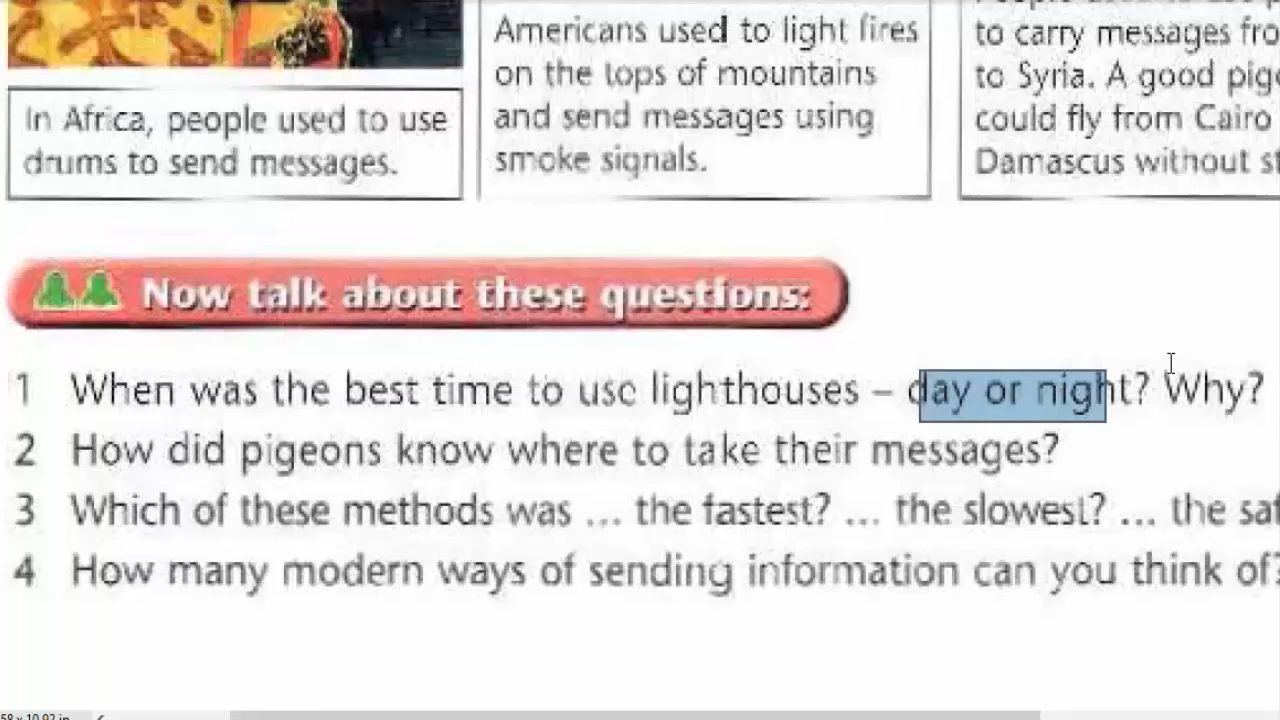 In Africa, people used to use
drums to send messages.
Americans used to light fires
on the tops of mountains
and send messages using
smoke signals.
to carry messages fro
to Syria. A good pige
could fly from Cairo
Damascus without st
Now talk about these questions:
1 When was the best time to use lighthouses – day or night? Why?
2 How did pigeons know where to take their messages?
3 Which of these methods was ... the fastest? ... the slowest? ... the saf
4 How many modern ways of sending information can you think of?